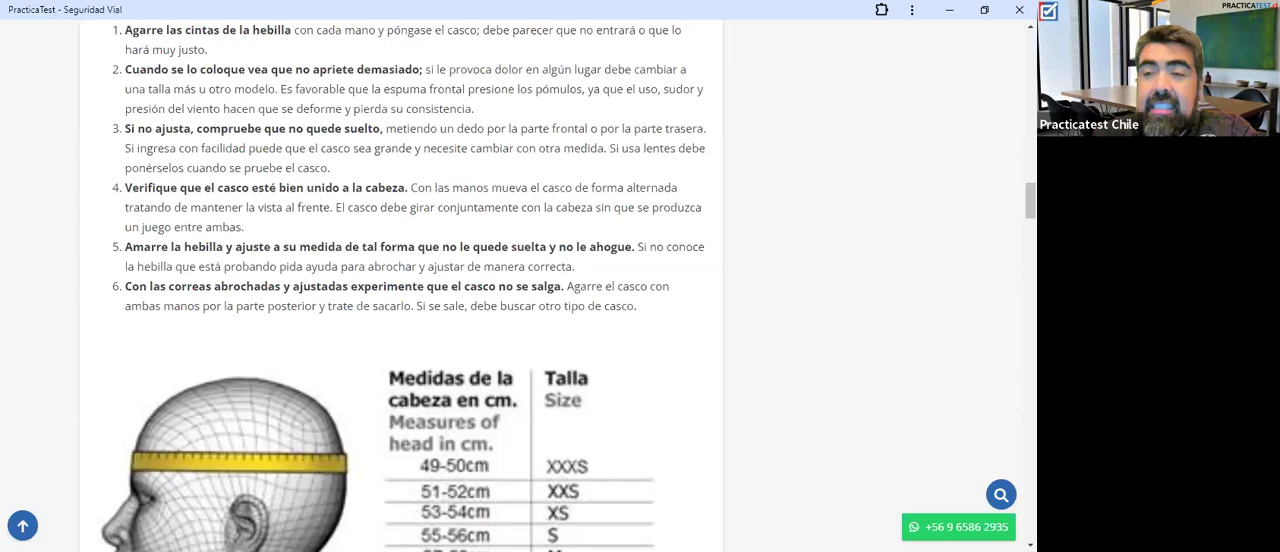 PracticaTest - Seguridad Vial
PRACTICATEST
1. Agarre las cintas de la hebilla con cada mano y póngase el casco; debe parecer que no entrará o que lo
hará muy justo.
2. Cuando se lo coloque vea que no apriete demasiado; si le provoca dolor en algún lugar debe cambiar a
una talla más u otro modelo. Es favorable que la espuma frontal presione los pómulos, ya que el uso, sudor y
presión del viento hacen que se deforme y pierda su consistencia.
3. Si no ajusta, compruebe que no quede suelto, metiendo un dedo por la parte frontal o por la parte trasera.
Si ingresa con facilidad puede que el casco sea grande y necesite cambiar con otra medida. Si usa lentes debe
ponérselos cuando se pruebe el casco.
4. Verifique que el casco esté bien unido a la cabeza. Con las manos mueva el casco de forma alternada
tratando de mantener la vista al frente. El casco debe girar conjuntamente con la cabeza sin que se produzca
un juego entre ambas.
5. Amarre la hebilla y ajuste a su medida de tal forma que no le quede suelta y no le ahogue. Si no conoce
la hebilla que está probando pida ayuda para abrochar y ajustar de manera correcta.
6. Con las correas abrochadas y ajustadas experimente que el casco no se salga. Agarre el casco con
ambas manos por la parte posterior y trate de sacarlo. Si se sale, debe buscar otro tipo de casco.
Medidas de la Talla
cabeza en cm. Size
Measures of
head in cm.
49-50cm XXXS
51-52cm XXS
53-54cm XS
55-56cm S
Practicatest Chile
+56 9 6586 2935